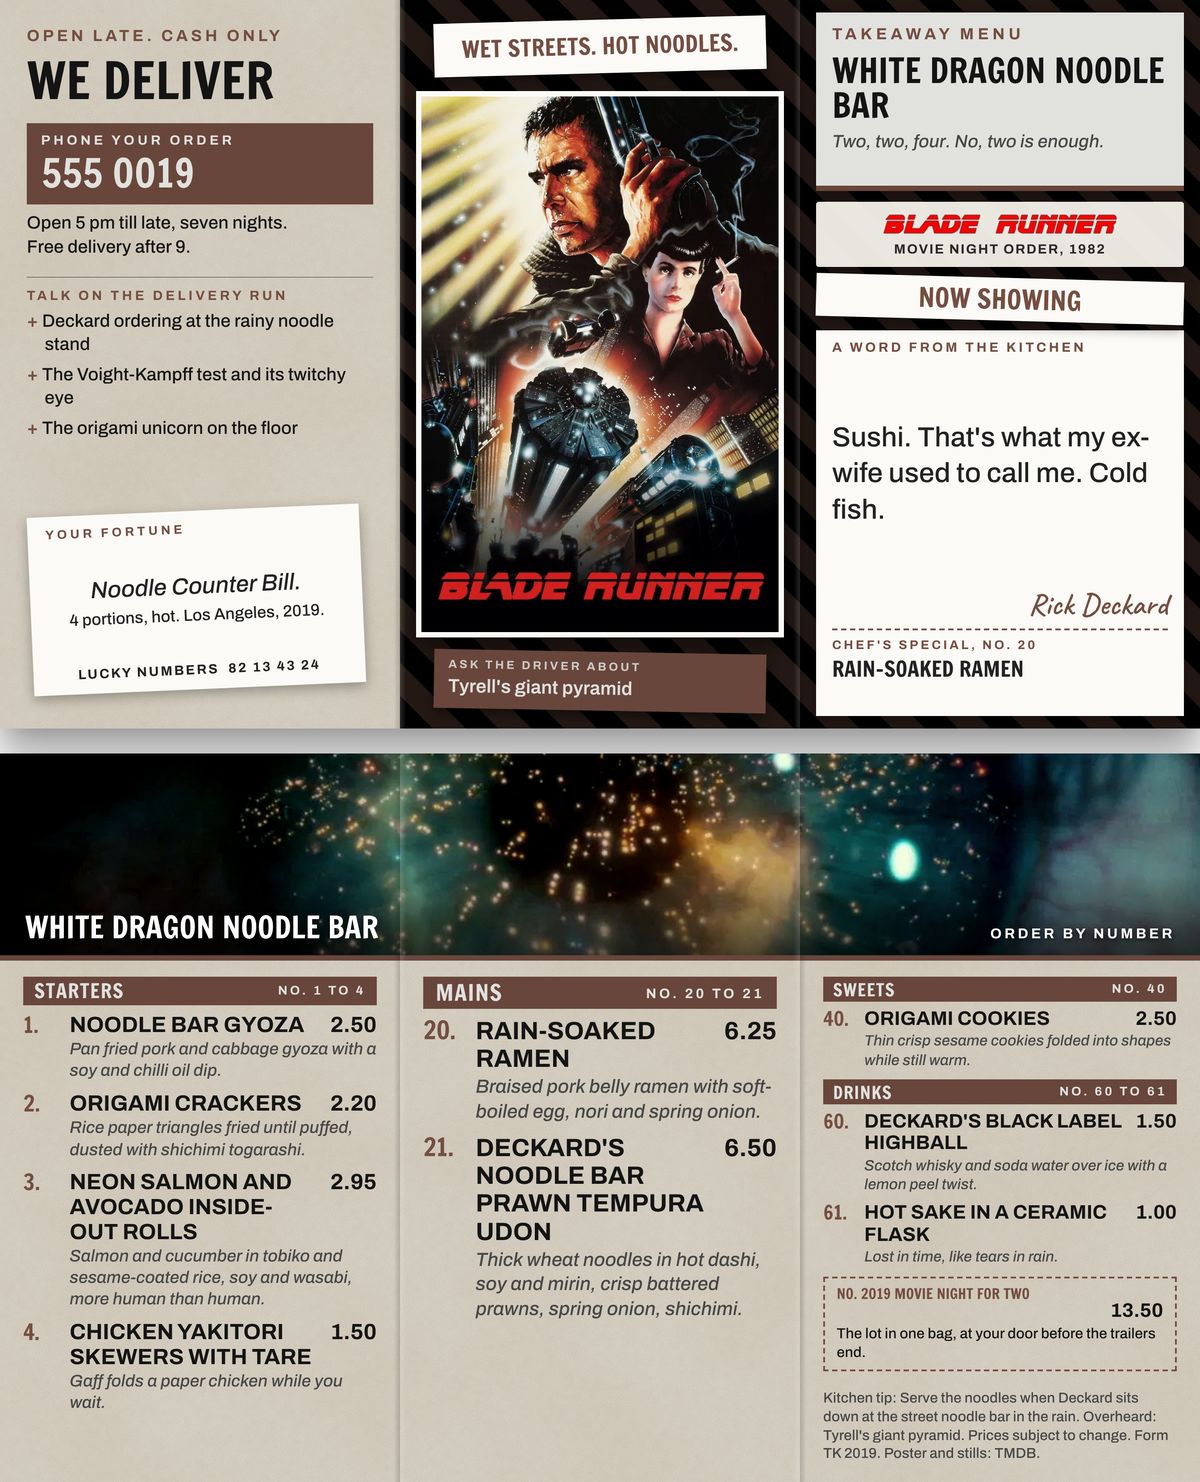 OPEN LATE. CASH ONLY
WE DELIVER
PHONE YOUR ORDER
555 0019
Open 5 pm till late, seven nights.
Free delivery after 9.
TALK ON THE DELIVERY RUN
+ Deckard ordering at the rainy noodle
stand
+ The Voight-Kampff test and its twitchy
eye
+ The origami unicorn on the floor
YOUR FORTUNE
Noodle Counter Bill.
4 portions, hot. Los Angeles, 2019.
LUCKY NUMBERS 82 13 43 24
WET STREETS. HOT NOODLES.
BLADE RUNNER
ASK THE DRIVER ABOUT
Tyrell's giant pyramid
TAKEAWAY MENU
WHITE DRAGON NOODLE
BAR
Two, two, four. No, two is enough.
BLADE RUNNER
MOVIE NIGHT ORDER, 1982
NOW SHOWING
A WORD FROM THE KITCHEN
Sushi. That's what my ex-
wife used to call me. Cold
fish.
Rick Deckard
CHEF'S SPECIAL, NO. 20
RAIN-SOAKED RAMEN
WHITE DRAGON NOODLE BAR
ORDER BY NUMBER
STARTERS NO. 1 TO 4
1. NOODLE BAR GYOZA 2.50
Pan fried pork and cabbage gyoza with a
soy and chilli oil dip.
2. ORIGAMI CRACKERS 2.20
Rice paper triangles fried until puffed,
dusted with shichimi togarashi.
3. NEON SALMON AND 2.95
AVOCADO INSIDE-
OUT ROLLS
Salmon and cucumber in tobiko and
sesame-coated rice, soy and wasabi,
more human than human.
4. CHICKEN YAKITORI 1.50
SKEWERS WITH TARE
Gaff folds a paper chicken while you
wait.
MAINS NO. 20 TO 21
20. RAIN-SOAKED 6.25
RAMEN
Braised pork belly ramen with soft-
boiled egg, nori and spring onion.
21. DECKARD'S 6.50
NOODLE BAR
PRAWN TEMPURA
UDON
Thick wheat noodles in hot dashi,
soy and mirin, crisp battered
prawns, spring onion, shichimi.
SWEETS NO. 40
40. ORIGAMI COOKIES 2.50
Thin crisp sesame cookies folded into shapes
while still warm.
DRINKS NO. 60 TO 61
60. DECKARD'S BLACK LABEL 1.50
HIGHBALL
Scotch whisky and soda water over ice with a
lemon peel twist.
61. HOT SAKE IN A CERAMIC 1.00
FLASK
Lost in time, like tears in rain.
NO. 2019 MOVIE NIGHT FOR TWO
13.50
The lot in one bag, at your door before the trailers
end.
Kitchen tip: Serve the noodles when Deckard sits
down at the street noodle bar in the rain. Overheard:
Tyrell's giant pyramid. Prices subject to change. Form
TK 2019. Poster and stills: TMDB.